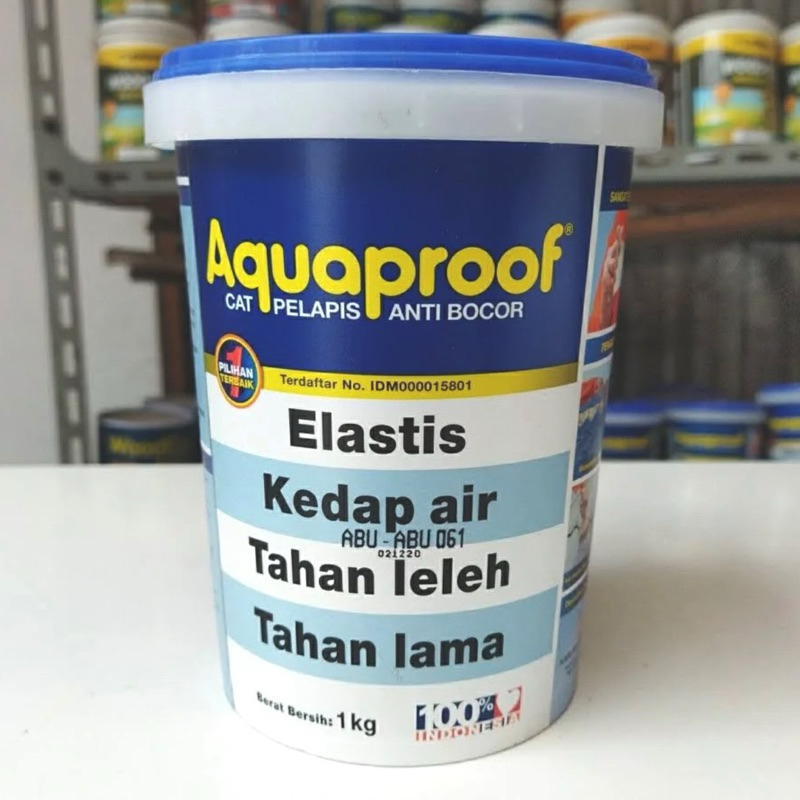 Aquaproof®
CAT PELAPIS ANTI BOCOR
1
PILIHAN
TERBAIK
Terdaftar No. IDM000015801
Elastis
Kedap air
ABU - ABU 061
021220
Tahan leleh
Tahan lama
Berat Bersih: 1 kg
100%
INDONESIA